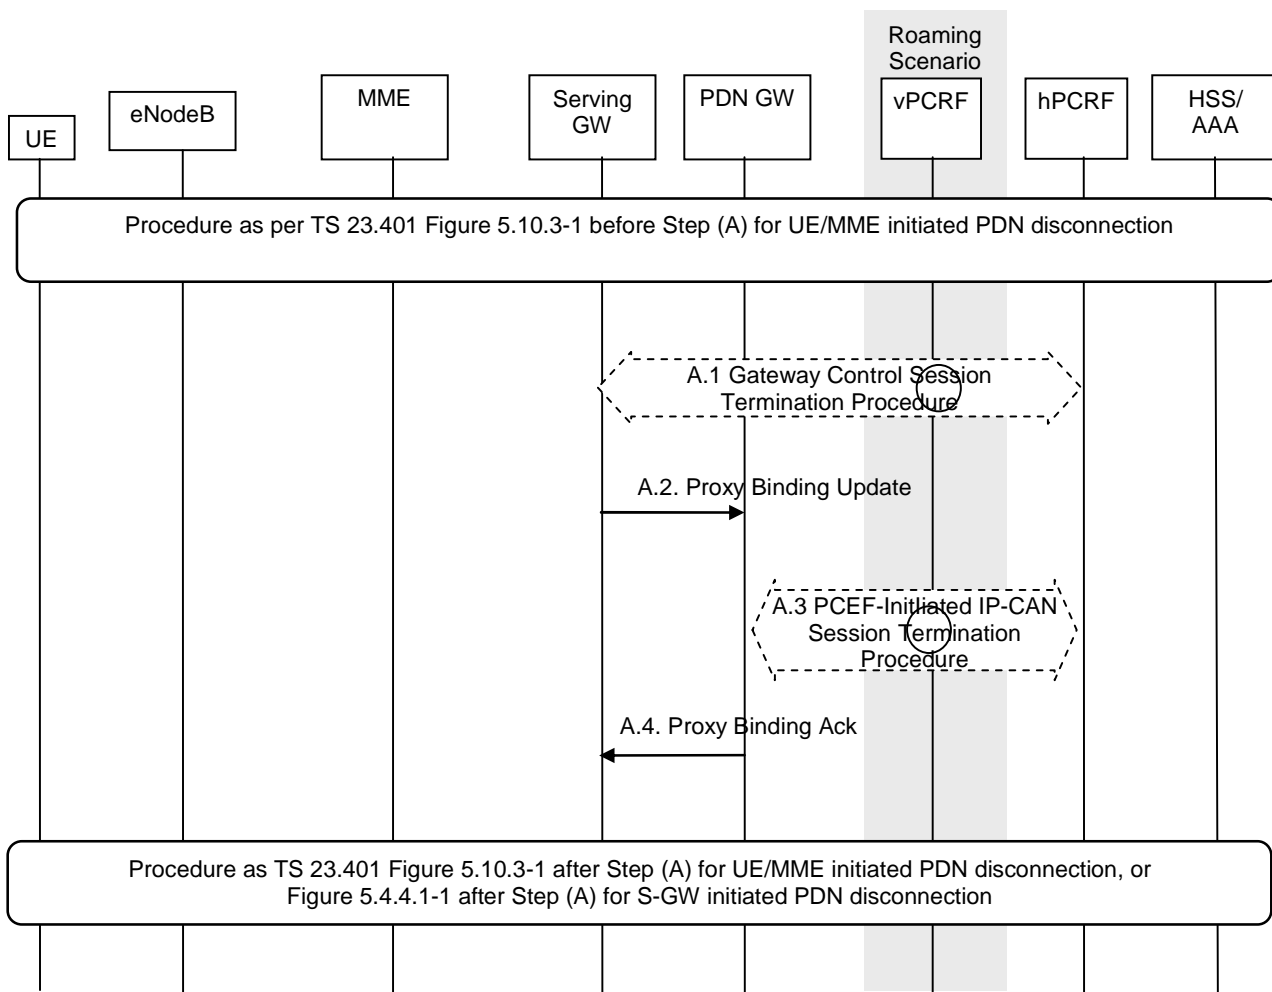 Roaming
Scenario
UE
eNodeB
MME
Serving
GW
PDN GW
vPCRF
hPCRF
HSS/
AAA
Procedure as per TS 23.401 Figure 5.10.3-1 before Step (A) for UE/MME initiated PDN disconnection
A.1 Gateway Control Session
Termination Procedure
A.2. Proxy Binding Update
A.3 PCEF-Initiated IP-CAN
Session Termination
Procedure
A.4. Proxy Binding Ack
Procedure as TS 23.401 Figure 5.10.3-1 after Step (A) for UE/MME initiated PDN disconnection, or
Figure 5.4.4.1-1 after Step (A) for S-GW initiated PDN disconnection